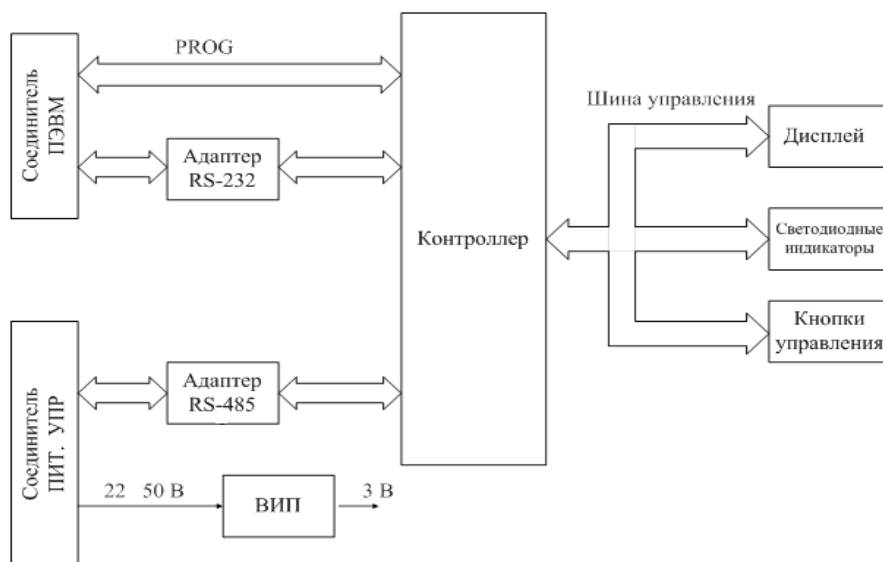 PROG
Соединитель
ПЭВМ
Адаптер
RS-232
Контроллер
Шина управления
Дисплей
Светодиодные
индикаторы
Кнопки
управления
Соединитель
ПИТ. УПР
Адаптер
RS-485
22 50 В
ВИП
3 В